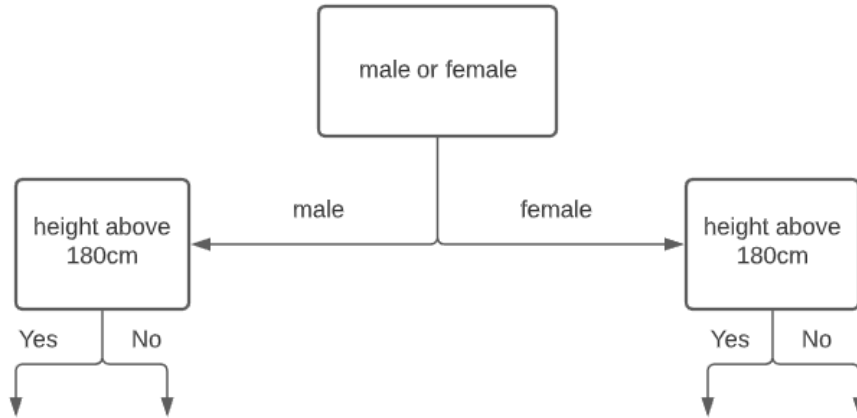 male or female
male
female
height above
180cm
height above
180cm
Yes
No
Yes
No